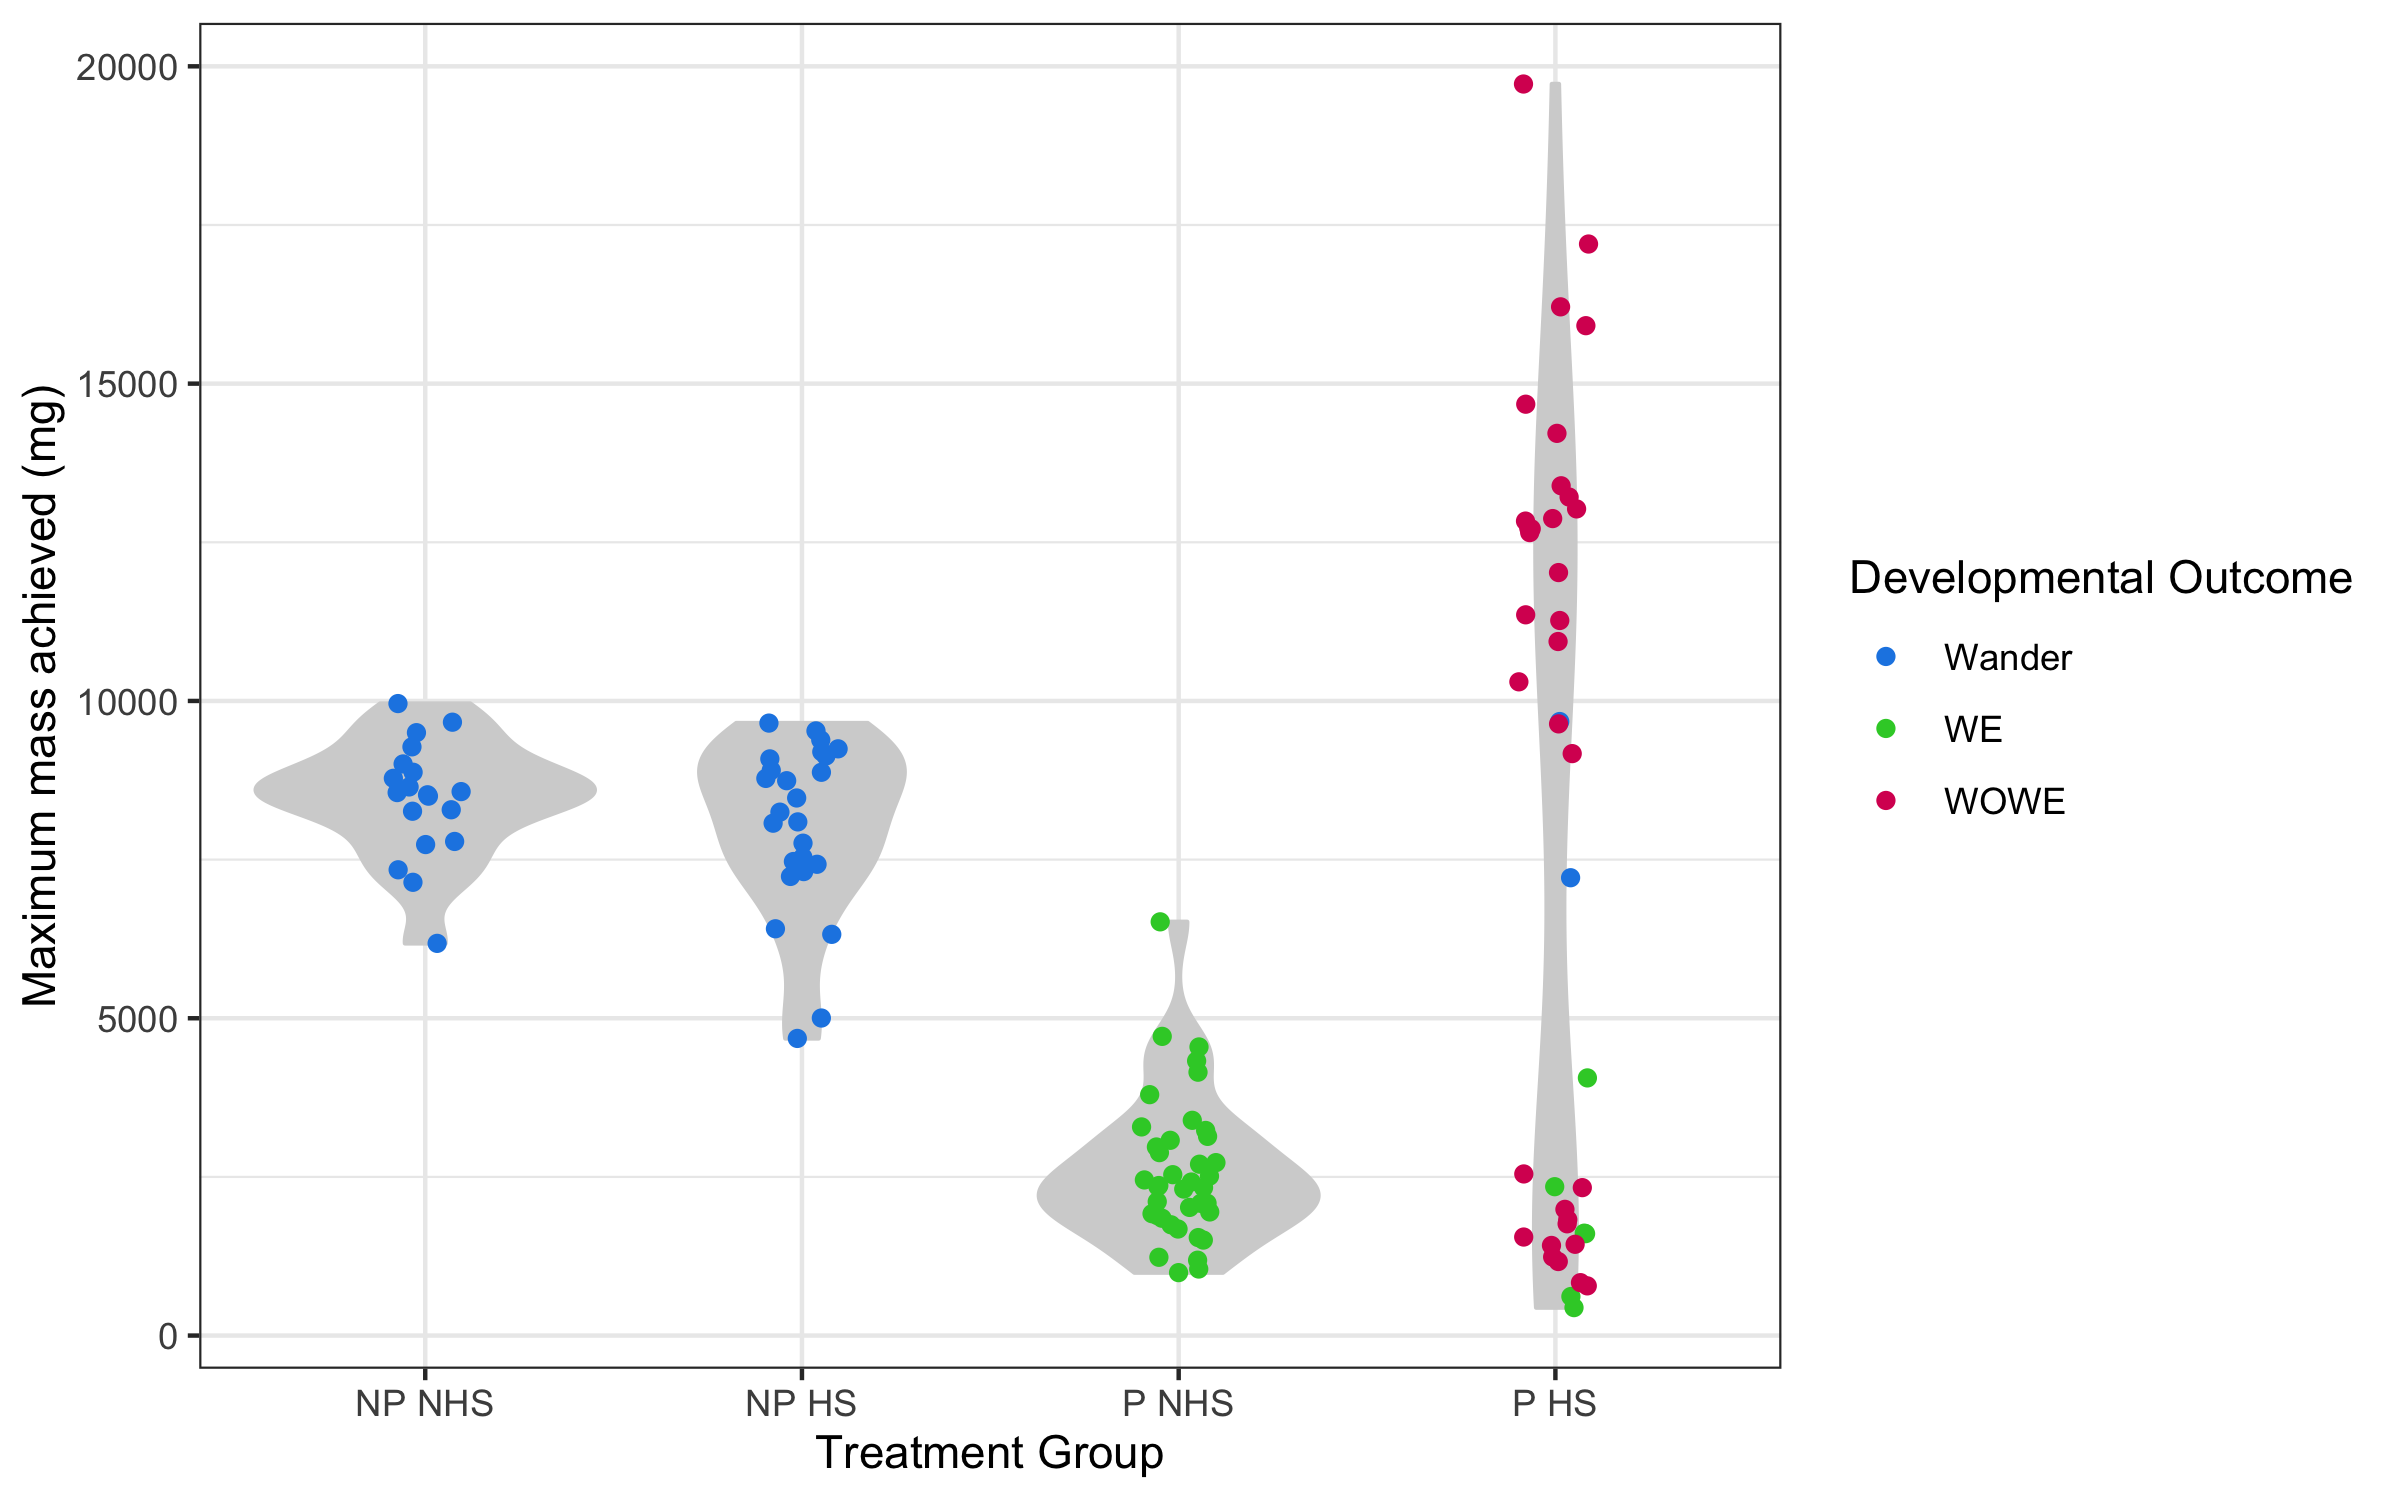 20000
15000
10000
5000
0
Maximum mass achieved (mg)
NP NHS
NP HS
P NHS
P HS
Treatment Group
Developmental Outcome
Wander
WE
WOWE